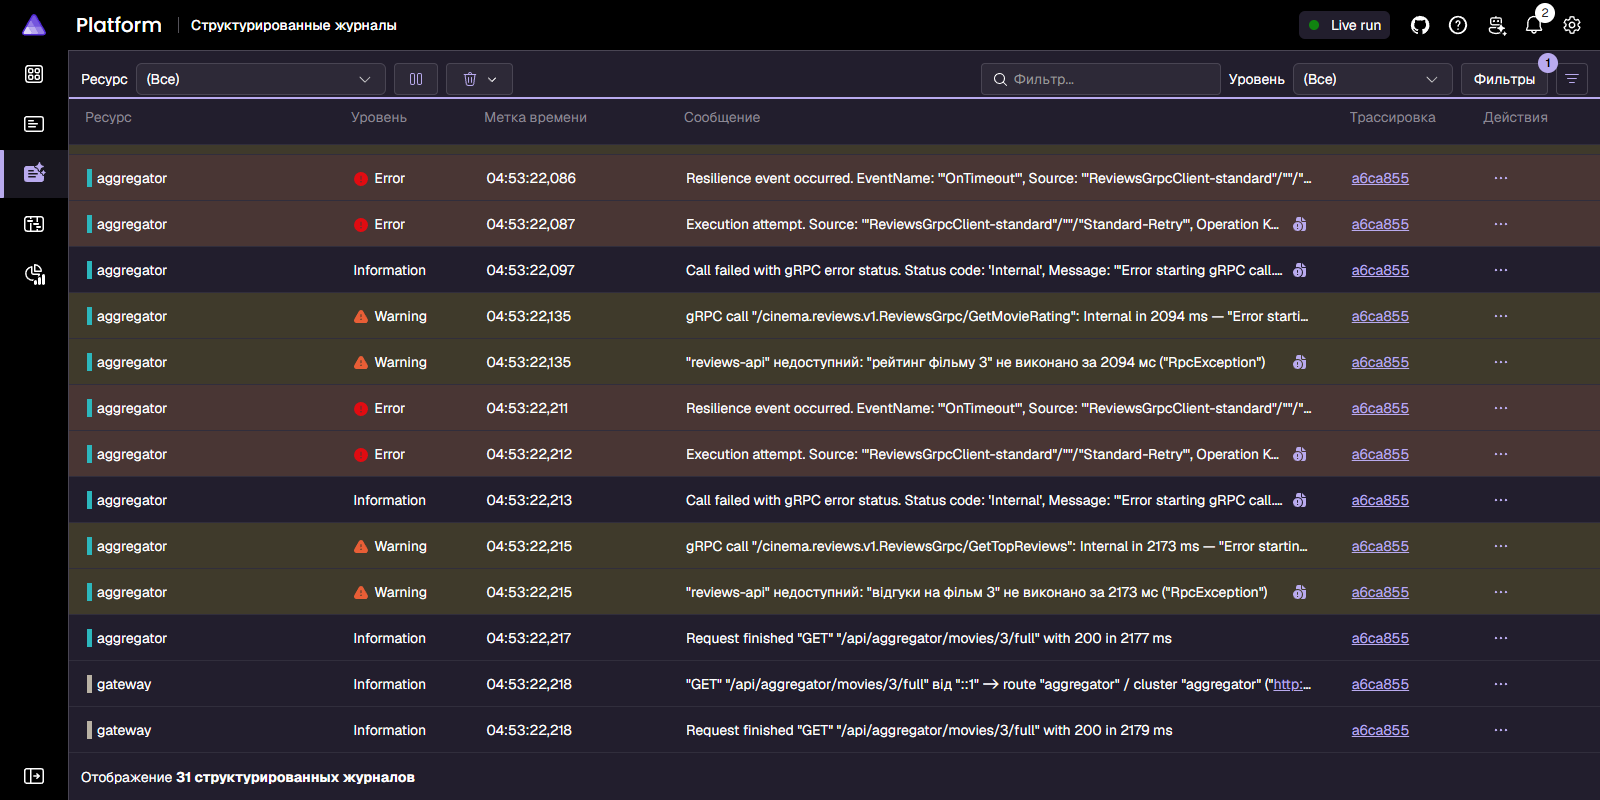 Platform Структурированные журналы Live run 2
Ресурс (Все) Фильтр... Уровень (Все) Фильтры 1
Ресурс Уровень Метка времени Сообщение Трассировка Действия
aggregator Error 04:53:22,086 Resilience event occurred. EventName: '"OnTimeout"', Source: '"ReviewsGrpcClient-standard"/""/"... a6ca855 ...
aggregator Error 04:53:22,087 Execution attempt. Source: '"ReviewsGrpcClient-standard"/""/"Standard-Retry"', Operation K... a6ca855 ...
aggregator Information 04:53:22,097 Call failed with gRPC error status. Status code: 'Internal', Message: '"Error starting gRPC call.... a6ca855 ...
aggregator Warning 04:53:22,135 gRPC call "/cinema.reviews.v1.ReviewsGrpc/GetMovieRating": Internal in 2094 ms — "Error starti... a6ca855 ...
aggregator Warning 04:53:22,135 "reviews-api" недоступний: "рейтинг фільму 3" не виконано за 2094 мс ("RpcException") a6ca855 ...
aggregator Error 04:53:22,211 Resilience event occurred. EventName: '"OnTimeout"', Source: '"ReviewsGrpcClient-standard"/""/"... a6ca855 ...
aggregator Error 04:53:22,212 Execution attempt. Source: '"ReviewsGrpcClient-standard"/""/"Standard-Retry"', Operation K... a6ca855 ...
aggregator Information 04:53:22,213 Call failed with gRPC error status. Status code: 'Internal', Message: '"Error starting gRPC call.... a6ca855 ...
aggregator Warning 04:53:22,215 gRPC call "/cinema.reviews.v1.ReviewsGrpc/GetTopReviews": Internal in 2173 ms — "Error startin... a6ca855 ...
aggregator Warning 04:53:22,215 "reviews-api" недоступний: "відгуки на фільм 3" не виконано за 2173 мс ("RpcException") a6ca855 ...
aggregator Information 04:53:22,217 Request finished "GET" "/api/aggregator/movies/3/full" with 200 in 2177 ms a6ca855 ...
gateway Information 04:53:22,218 "GET" "/api/aggregator/movies/3/full" від "::1" → route "aggregator" / cluster "aggregator" ("http:... a6ca855 ...
gateway Information 04:53:22,218 Request finished "GET" "/api/aggregator/movies/3/full" with 200 in 2179 ms a6ca855 ...
Отображение 31 структурированных журналов